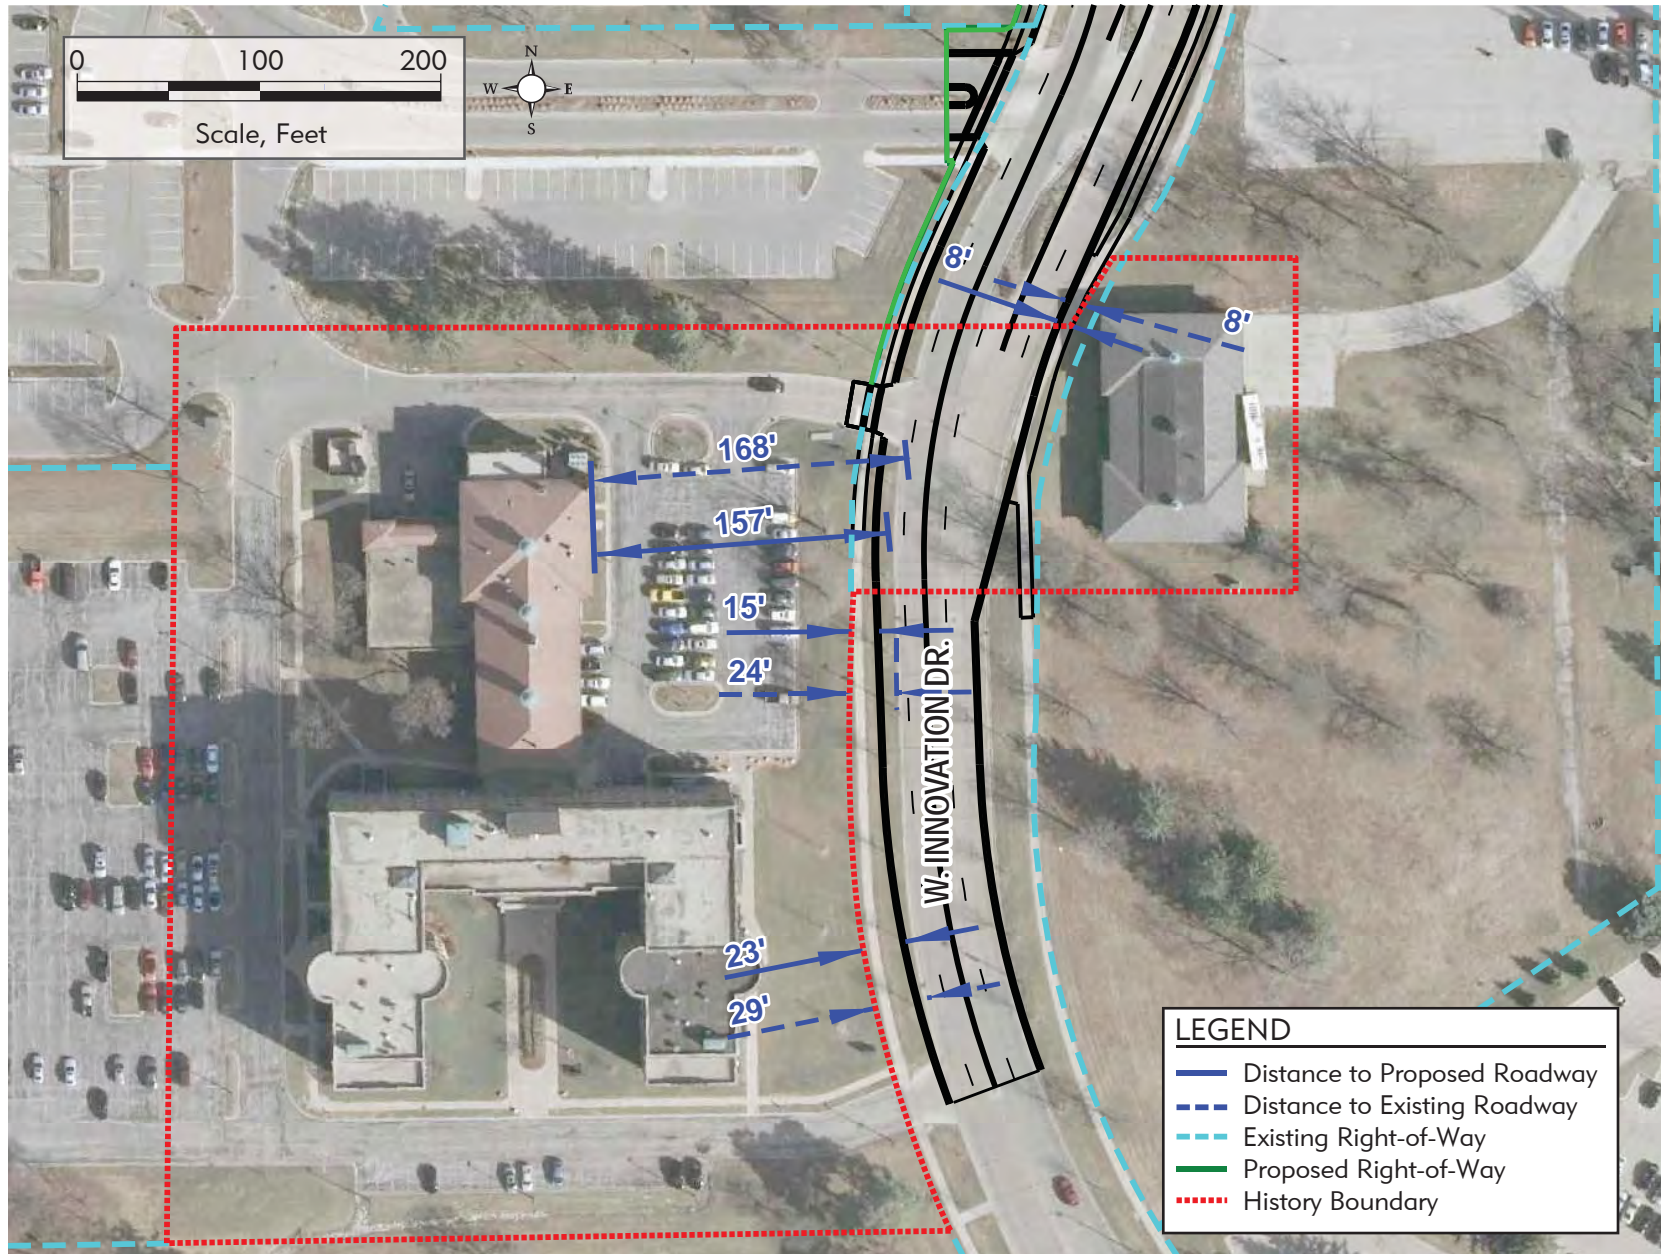 0 100 200
Scale, Feet
N
W E
S
8'
8'
168'
157'
15'
24'
W. INNOVATION DR.
23'
29'
LEGEND
Distance to Proposed Roadway
Distance to Existing Roadway
Existing Right-of-Way
Proposed Right-of-Way
History Boundary